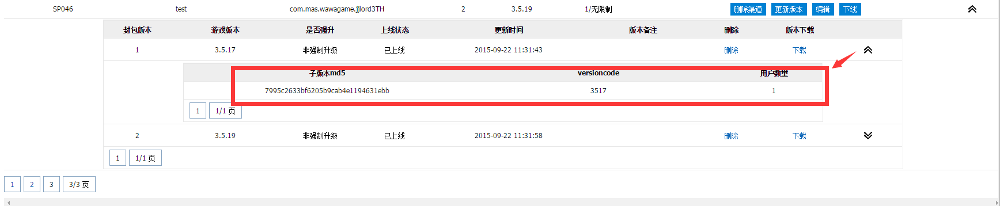 SP046 test com.mas.wawagame.jjlord3TH 2 3.5.19 1/无限制 删除渠道 更新版本 编辑 下线
封包版本 游戏版本 是否强升 上线状态 更新时间 版本备注 删除 版本下载
1 3.5.17 非强制升级 已上线 2015-09-22 11:31:43 删除 下载
子版本md5 versioncode 用户数量
7995c2633bf6205b9cab4e1194631ebb 3517 1
1 1/1 页
2 3.5.19 非强制升级 已上线 2015-09-22 11:31:58 删除 下载
1 1/1 页
1 2 3 3/3 页